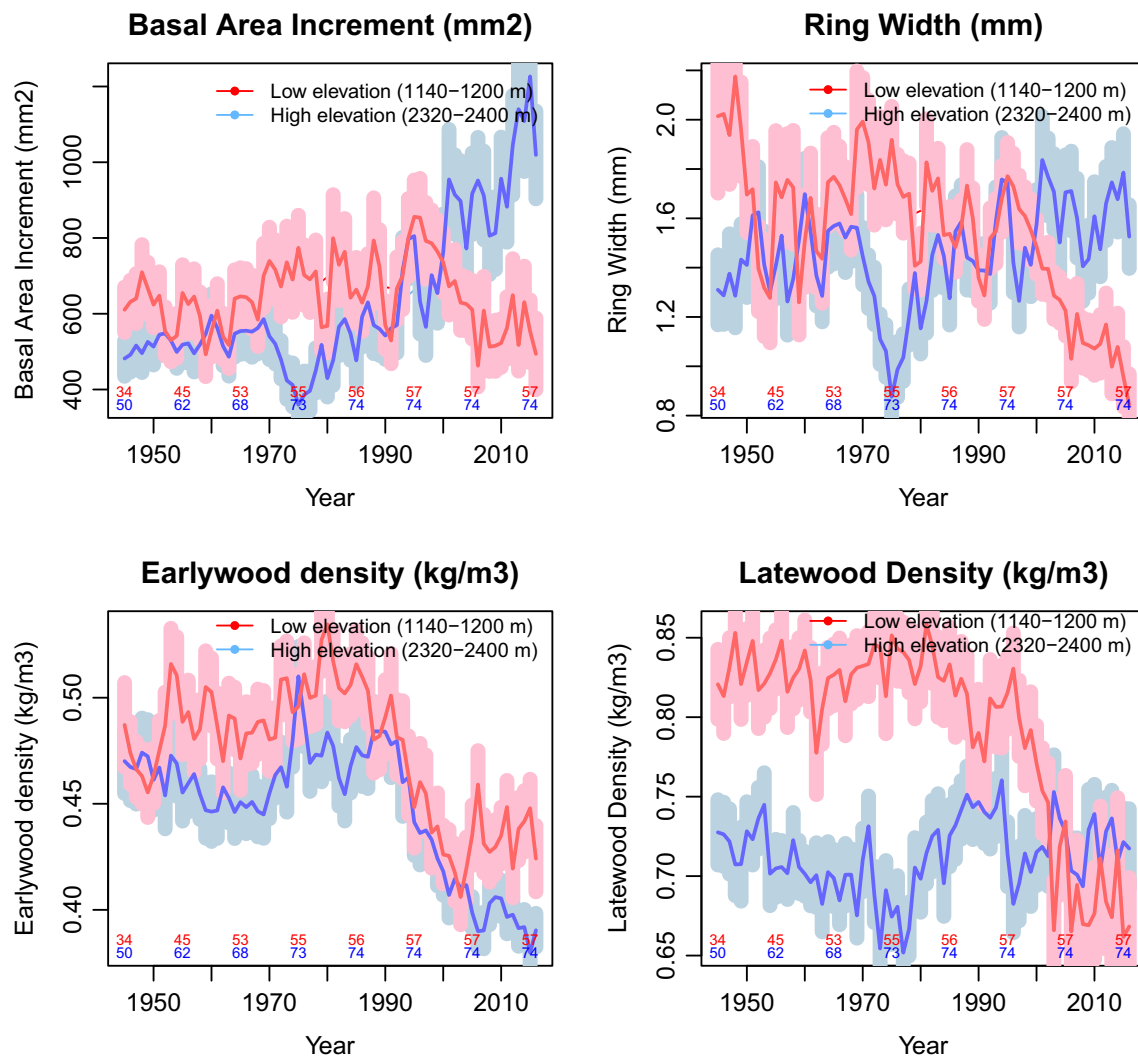 Basal Area Increment (mm2)
Basal Area Increment (mm2)
1000
800
600
400
Low elevation (1140−1200 m)
High elevation (2320−2400 m)
34 45 53 55 56 57 57 57
50 62 68 73 74 74 74 74
1950 1970 1990 2010
Year
Ring Width (mm)
Ring Width (mm)
2.0
1.6
1.2
0.8
Low elevation (1140−1200 m)
High elevation (2320−2400 m)
34 45 53 55 56 57 57 57
50 62 68 73 74 74 74 74
1950 1970 1990 2010
Year
Earlywood density (kg/m3)
Earlywood density (kg/m3)
0.50
0.45
0.40
Low elevation (1140−1200 m)
High elevation (2320−2400 m)
34 45 53 55 56 57 57 57
50 62 68 73 74 74 74 74
1950 1970 1990 2010
Year
Latewood Density (kg/m3)
Latewood Density (kg/m3)
0.85
0.80
0.75
0.70
0.65
Low elevation (1140−1200 m)
High elevation (2320−2400 m)
34 45 53 55 56 57 57 57
50 62 68 73 74 74 74 74
1950 1970 1990 2010
Year